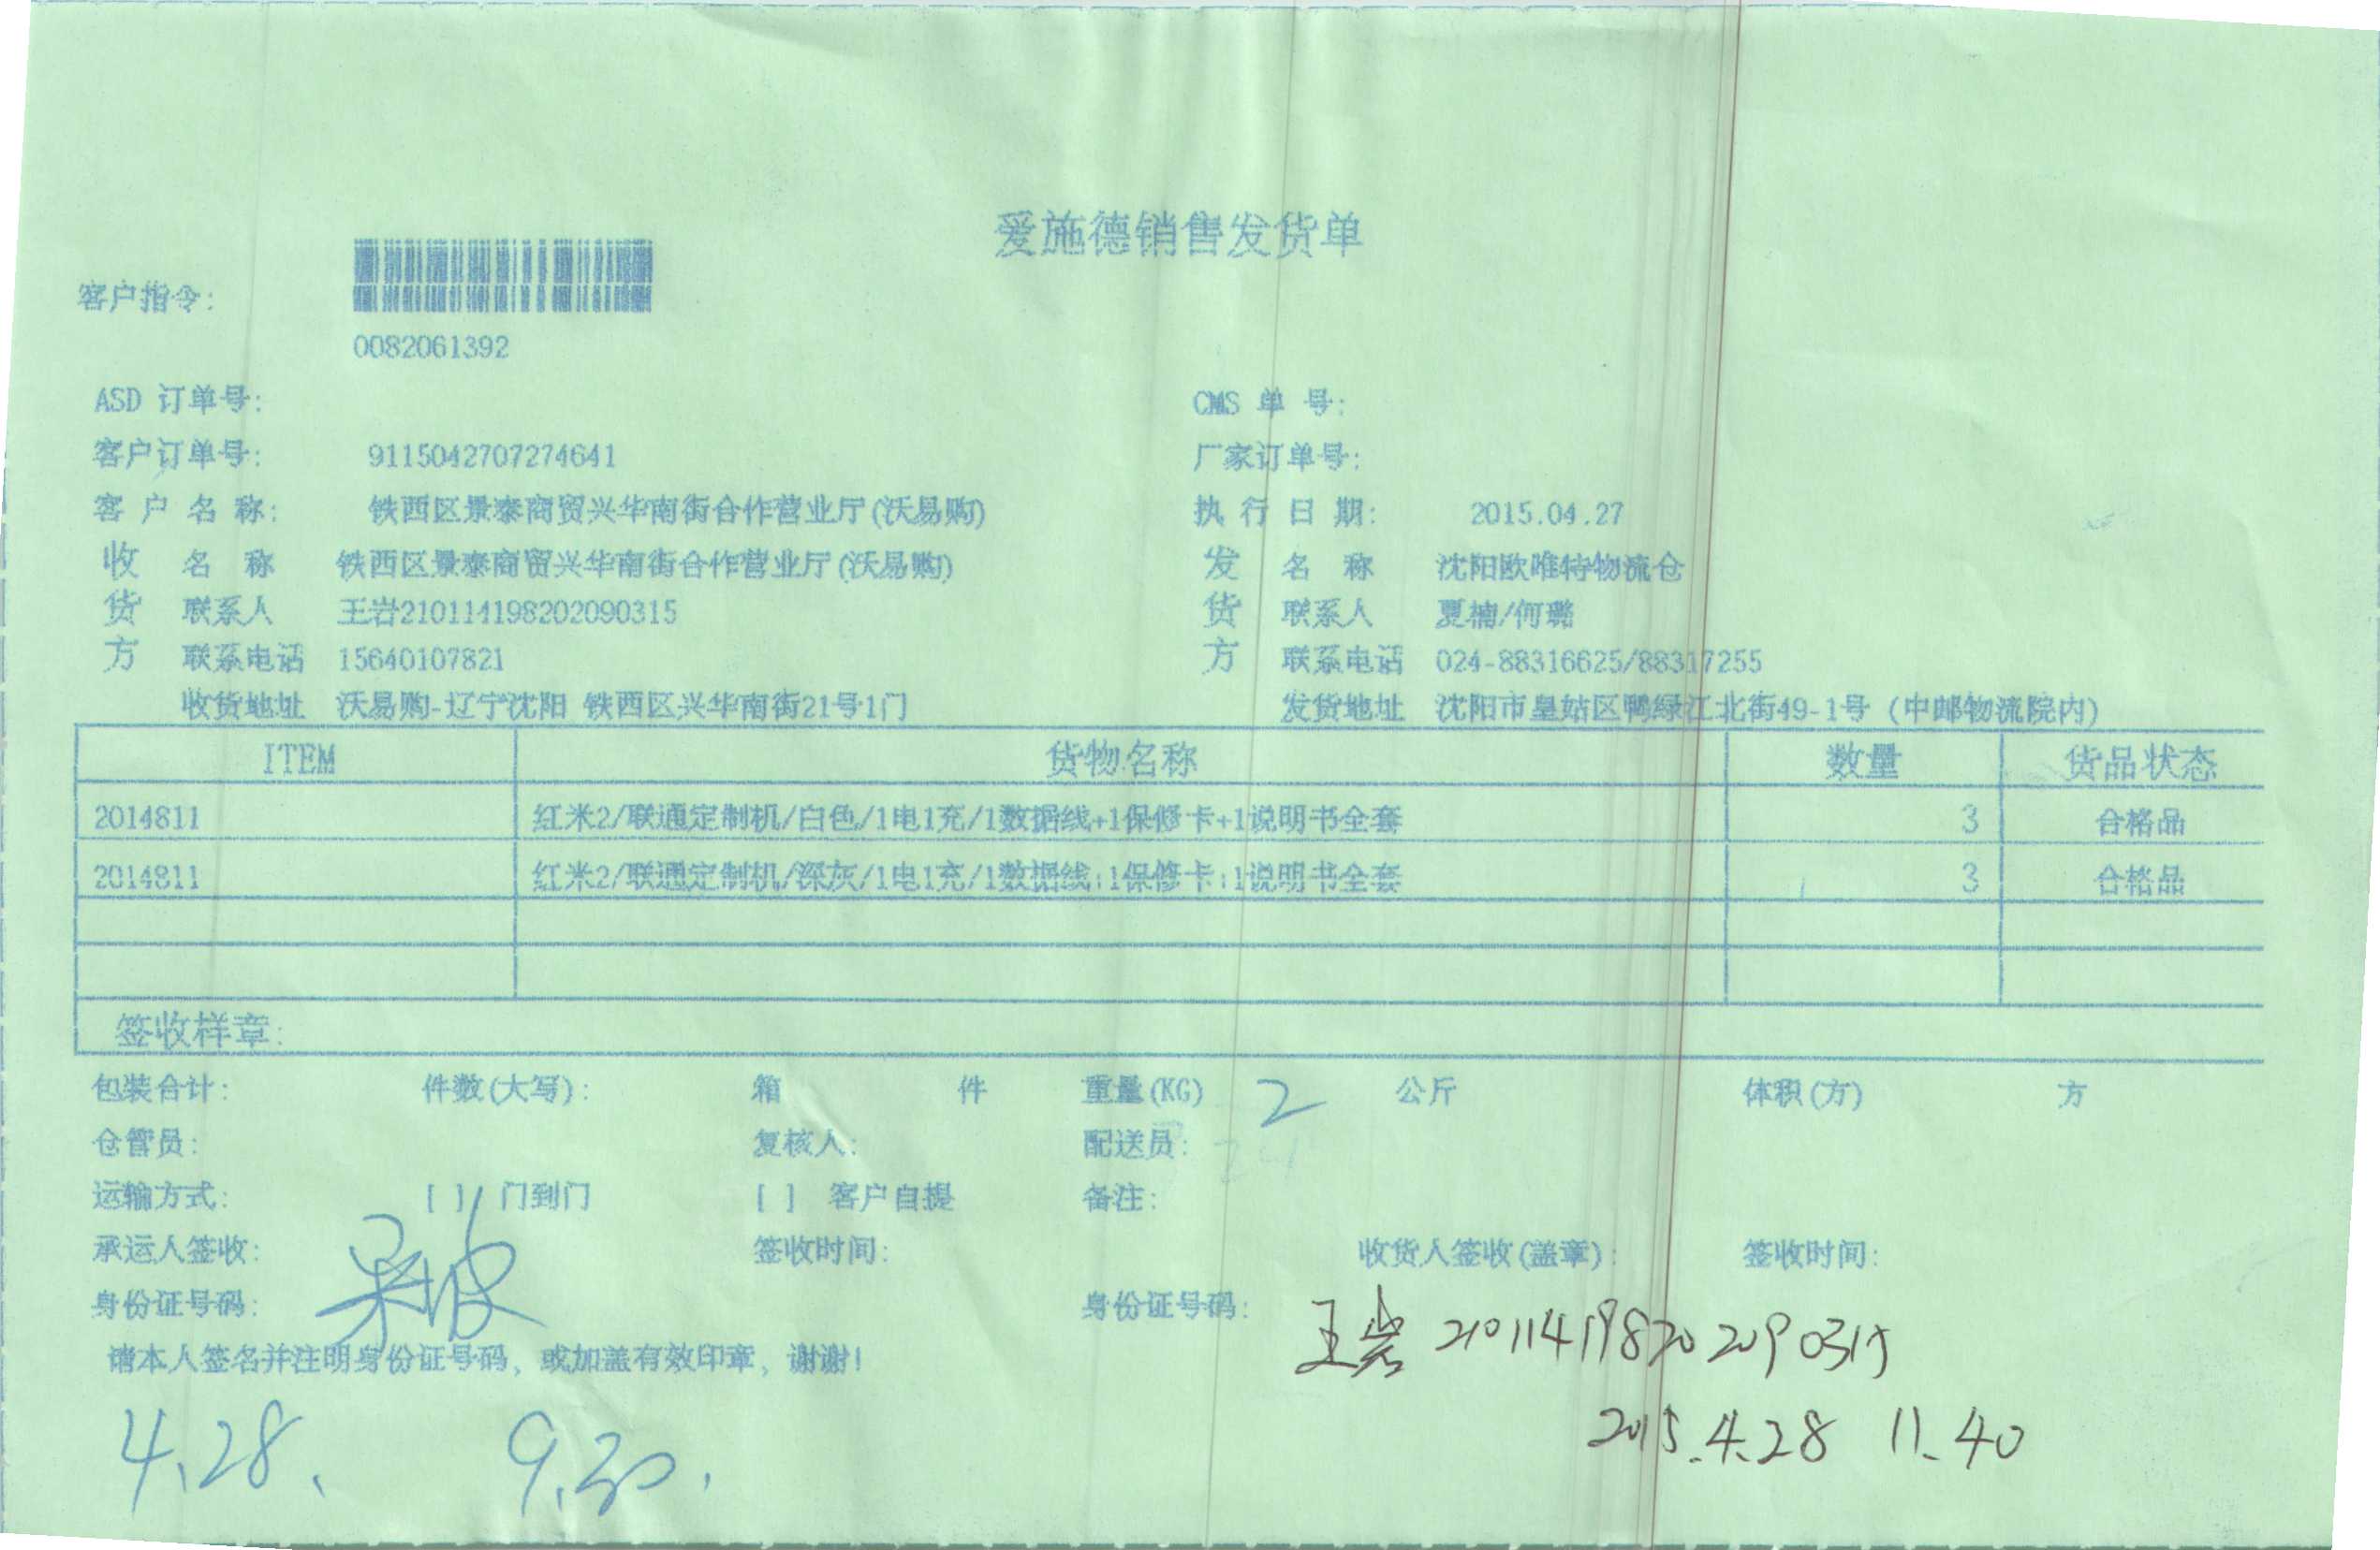 爱施德销售发货单
客户指令:
0082061392
ASD 订单号: CMS 单 号:
客户订单号: 9115042707274641 厂家订单号:
客 户 名 称: 铁西区景泰商贸兴华南街合作营业厅(沃易购) 执 行 日 期: 2015.04.27
收 名 称 铁西区景泰商贸兴华南街合作营业厅(沃易购) 发 名 称 沈阳欧唯特物流仓
货 联系人 王岩210114198202090315 货 联系人 夏楠/何璐
方 联系电话 15640107821 方 联系电话 024-88316625/88317255
收货地址 沃易购-辽宁沈阳 铁西区兴华南街21号1门 发货地址 沈阳市皇姑区鸭绿江北街49-1号 (中邮物流院内)
ITEM 货物名称 数量 货品状态
2014811 红米2/联通定制机/白色/1电1充/1数据线+1保修卡+1说明书全套 3 合格品
2014811 红米2/联通定制机/深灰/1电1充/1数据线+1保修卡+1说明书全套 3 合格品
签收样章:
包装合计: 件数(大写): 箱 件 重量(KG) 2 公斤 体积(方) 方
仓管员: 复核人: 配送员:
运输方式: [ ] 门到门 [ ] 客户自提 备注:
承运人签收: 签收时间: 收货人签收(盖章): 签收时间:
身份证号码: 身份证号码: 王岩 210114198202090315
请本人签名并注明身份证号码, 或加盖有效印章, 谢谢!
4.28. 9.30. 2015.4.28 11.40